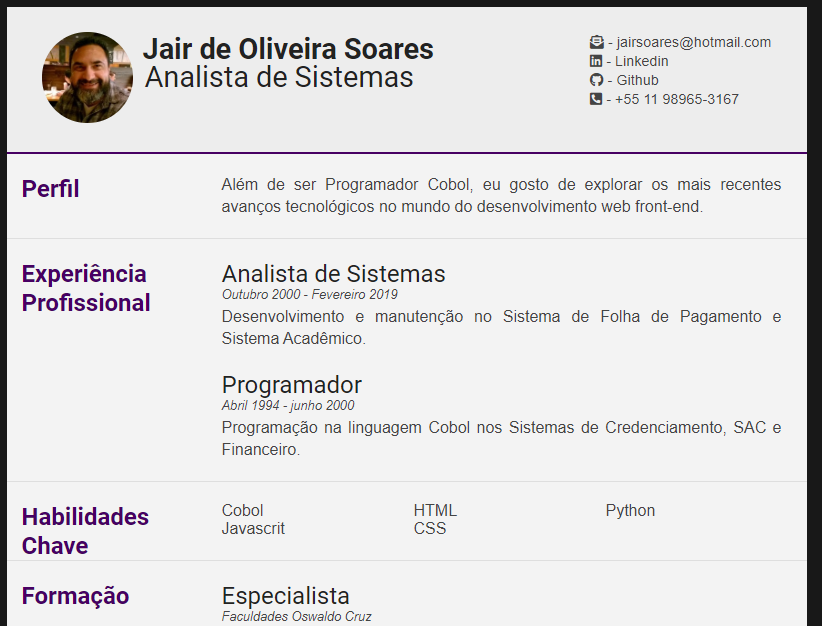 Jair de Oliveira Soares
Analista de Sistemas
- jairsoares@hotmail.com
- Linkedin
- Github
- +55 11 98965-3167
Perfil
Além de ser Programador Cobol, eu gosto de explorar os mais recentes
avanços tecnológicos no mundo do desenvolvimento web front-end.
Experiência
Profissional
Analista de Sistemas
Outubro 2000 - Fevereiro 2019
Desenvolvimento e manutenção no Sistema de Folha de Pagamento e
Sistema Acadêmico.
Programador
Abril 1994 - junho 2000
Programação na linguagem Cobol nos Sistemas de Credenciamento, SAC e
Financeiro.
Habilidades
Chave
Cobol HTML Python
Javascrit CSS
Formação
Especialista
Faculdades Oswaldo Cruz